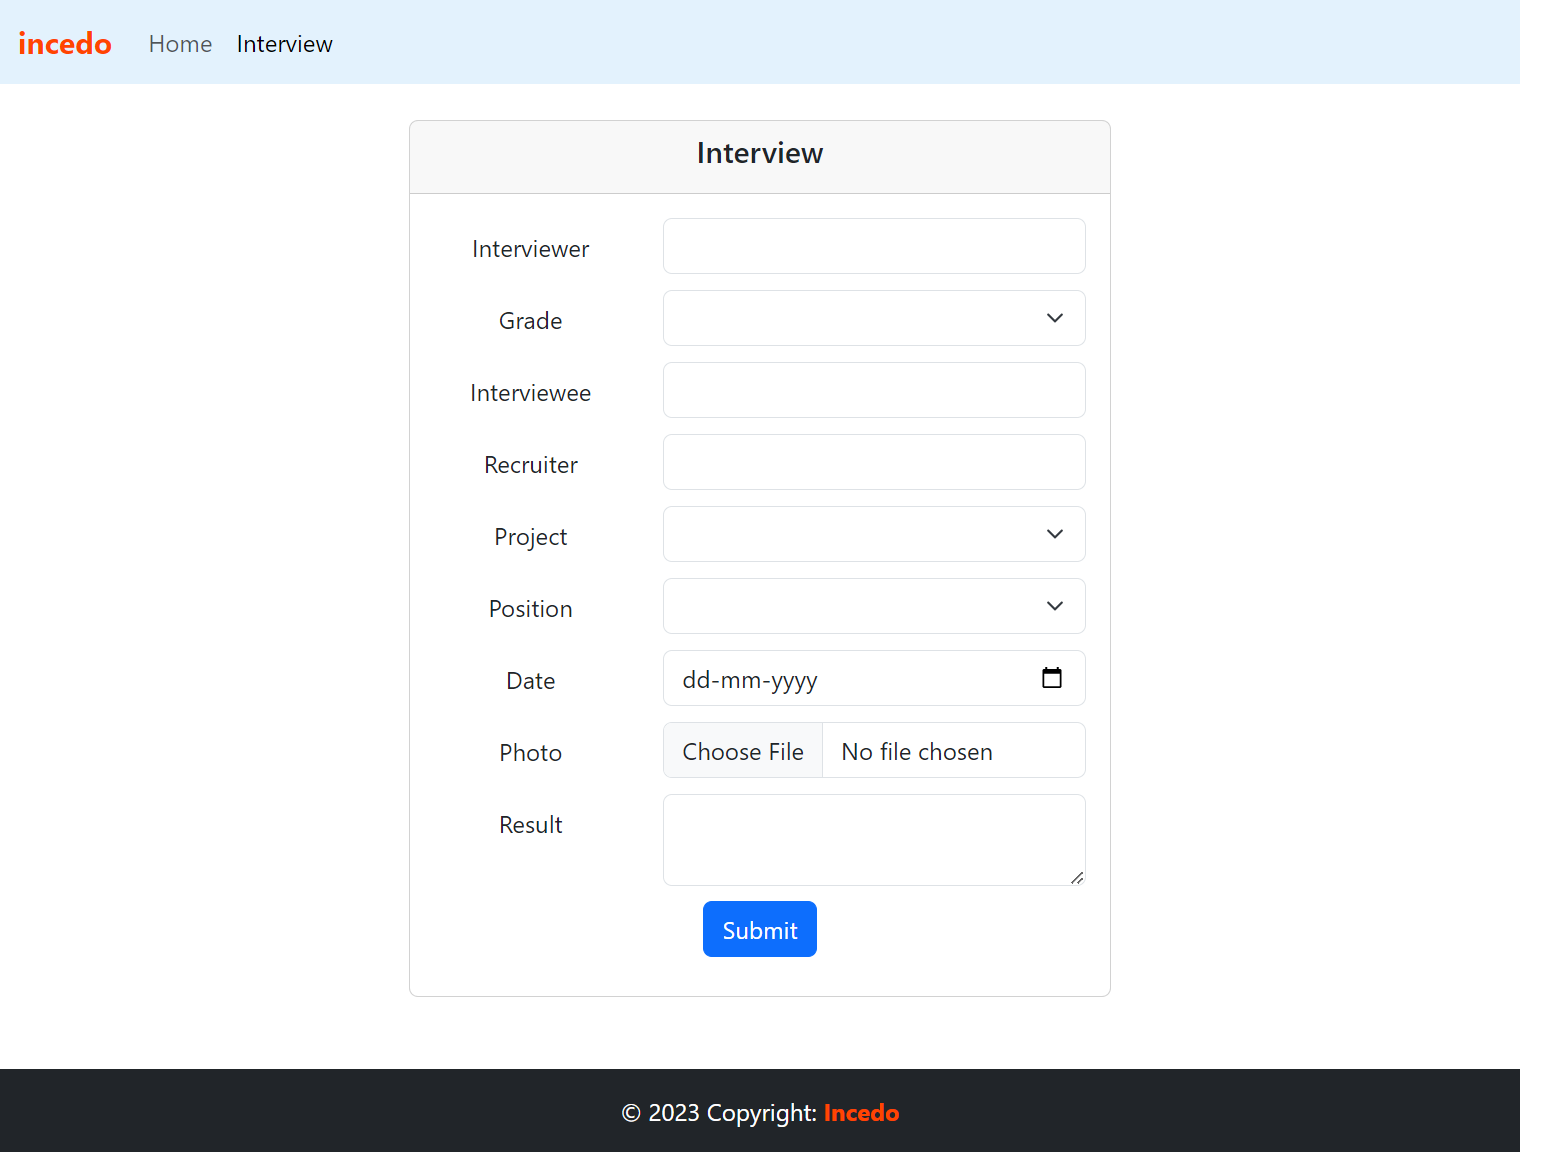 incedo Home Interview
Interview
Interviewer
Grade
Interviewee
Recruiter
Project
Position
Date dd-mm-yyyy
Photo Choose File No file chosen
Result
Submit
© 2023 Copyright: Incedo